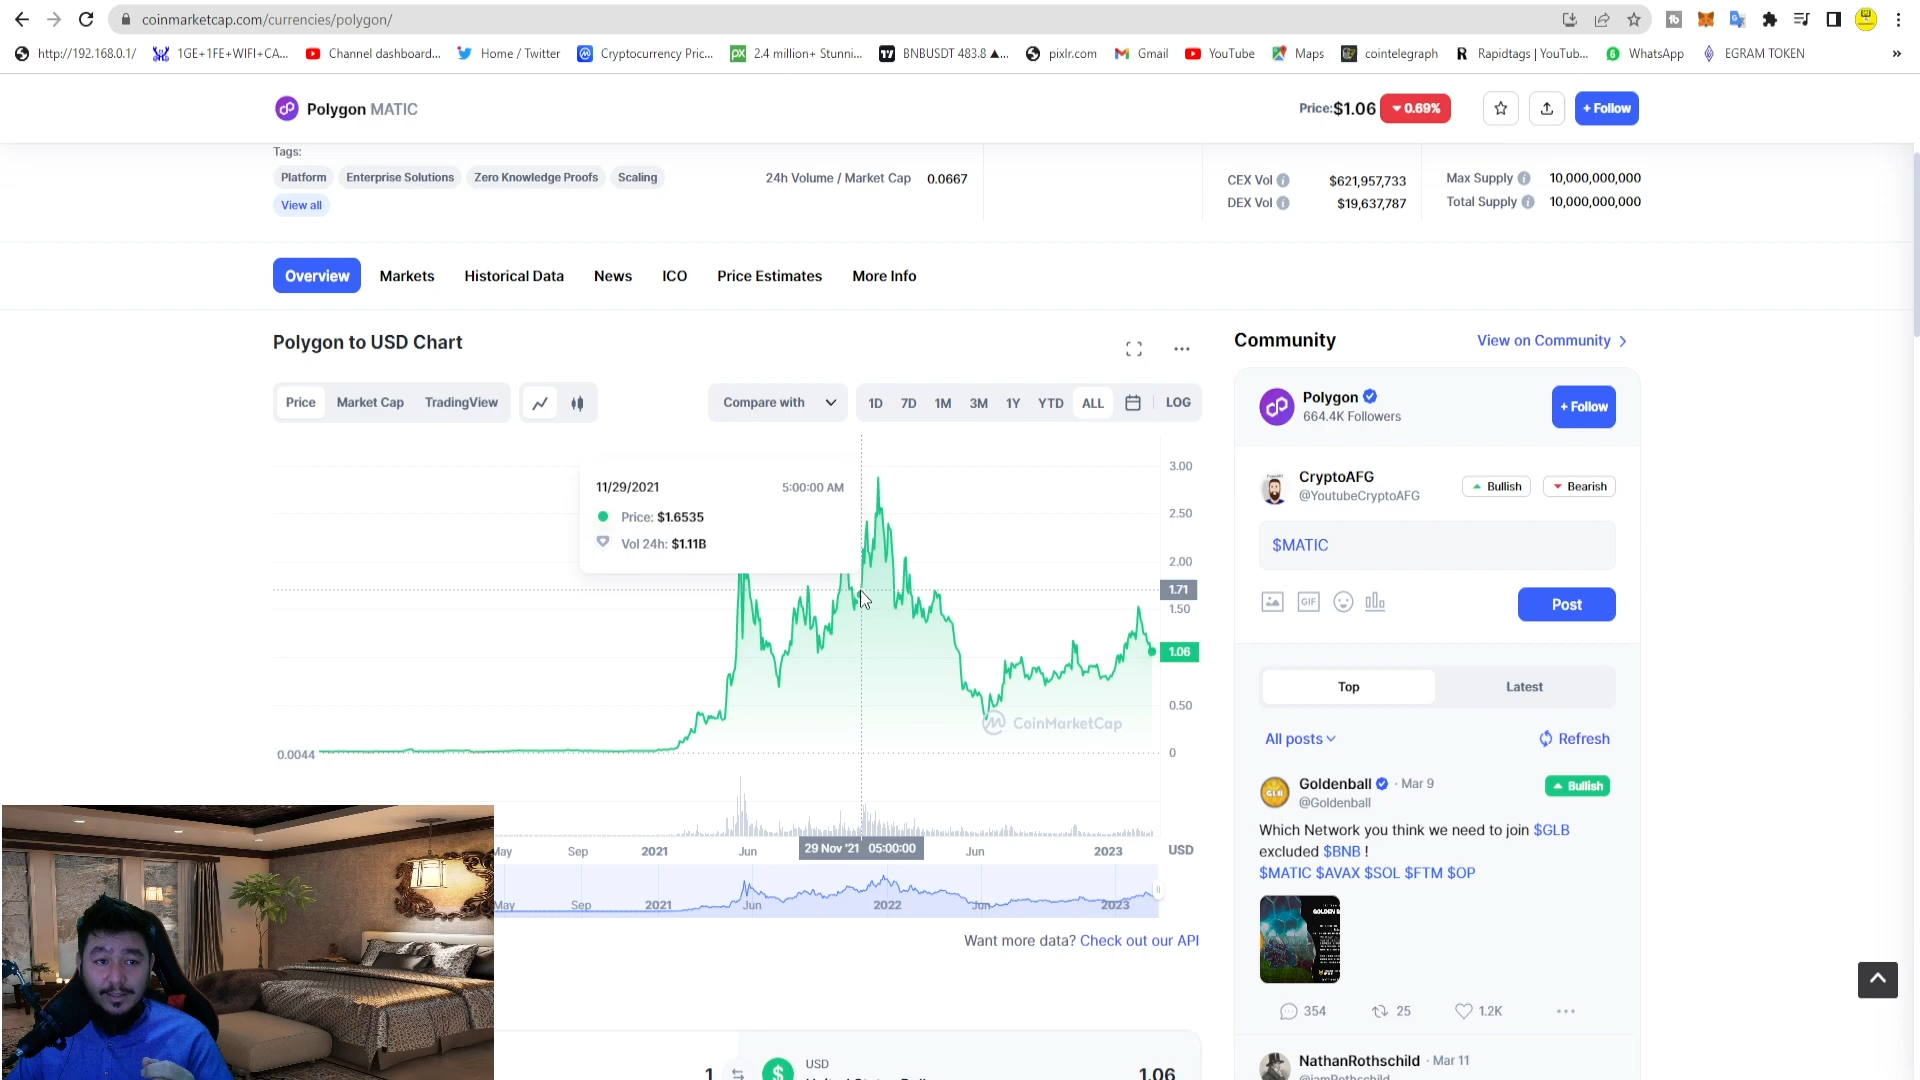 coinmarketcap.com/currencies/polygon/
http://192.168.0.1/ 1GE+1FE+WIFI+CA... Channel dashboard... Home / Twitter Cryptocurrency Pric... 2.4 million+ Stunni... BNBUSDT 483.8 ▲... pixlr.com Gmail YouTube Maps cointelegraph Rapidtags | YouTub... WhatsApp EGRAM TOKEN »
Polygon MATIC
Price:$1.06 ▼0.69% + Follow
Tags:
Platform Enterprise Solutions Zero Knowledge Proofs Scaling
View all
24h Volume / Market Cap 0.0667
CEX Vol $621,957,733
DEX Vol $19,637,787
Max Supply 10,000,000,000
Total Supply 10,000,000,000
Overview Markets Historical Data News ICO Price Estimates More Info
Polygon to USD Chart
Price Market Cap TradingView
Compare with 1D 7D 1M 3M 1Y YTD ALL LOG
11/29/2021 5:00:00 AM
Price: $1.6535
Vol 24h: $1.11B
3.00
2.50
2.00
1.71
1.50
1.06
0.50
0
0.0044
CoinMarketCap
May Sep 2021 Jun 29 Nov '21 05:00:00 Jun 2023 USD
May Sep 2021 Jun 2022 Jun 2023
Want more data? Check out our API
1 USD 1.06
Community View on Community
Polygon
664.4K Followers
+ Follow
CryptoAFG
@YoutubeCryptoAFG
Bullish Bearish
$MATIC
GIF
Post
Top Latest
All posts Refresh
Goldenball · Mar 9
@Goldenball
Bullish
Which Network you think we need to join $GLB
excluded $BNB !
$MATIC $AVAX $SOL $FTM $OP
354 25 1.2K
NathanRothschild · Mar 11